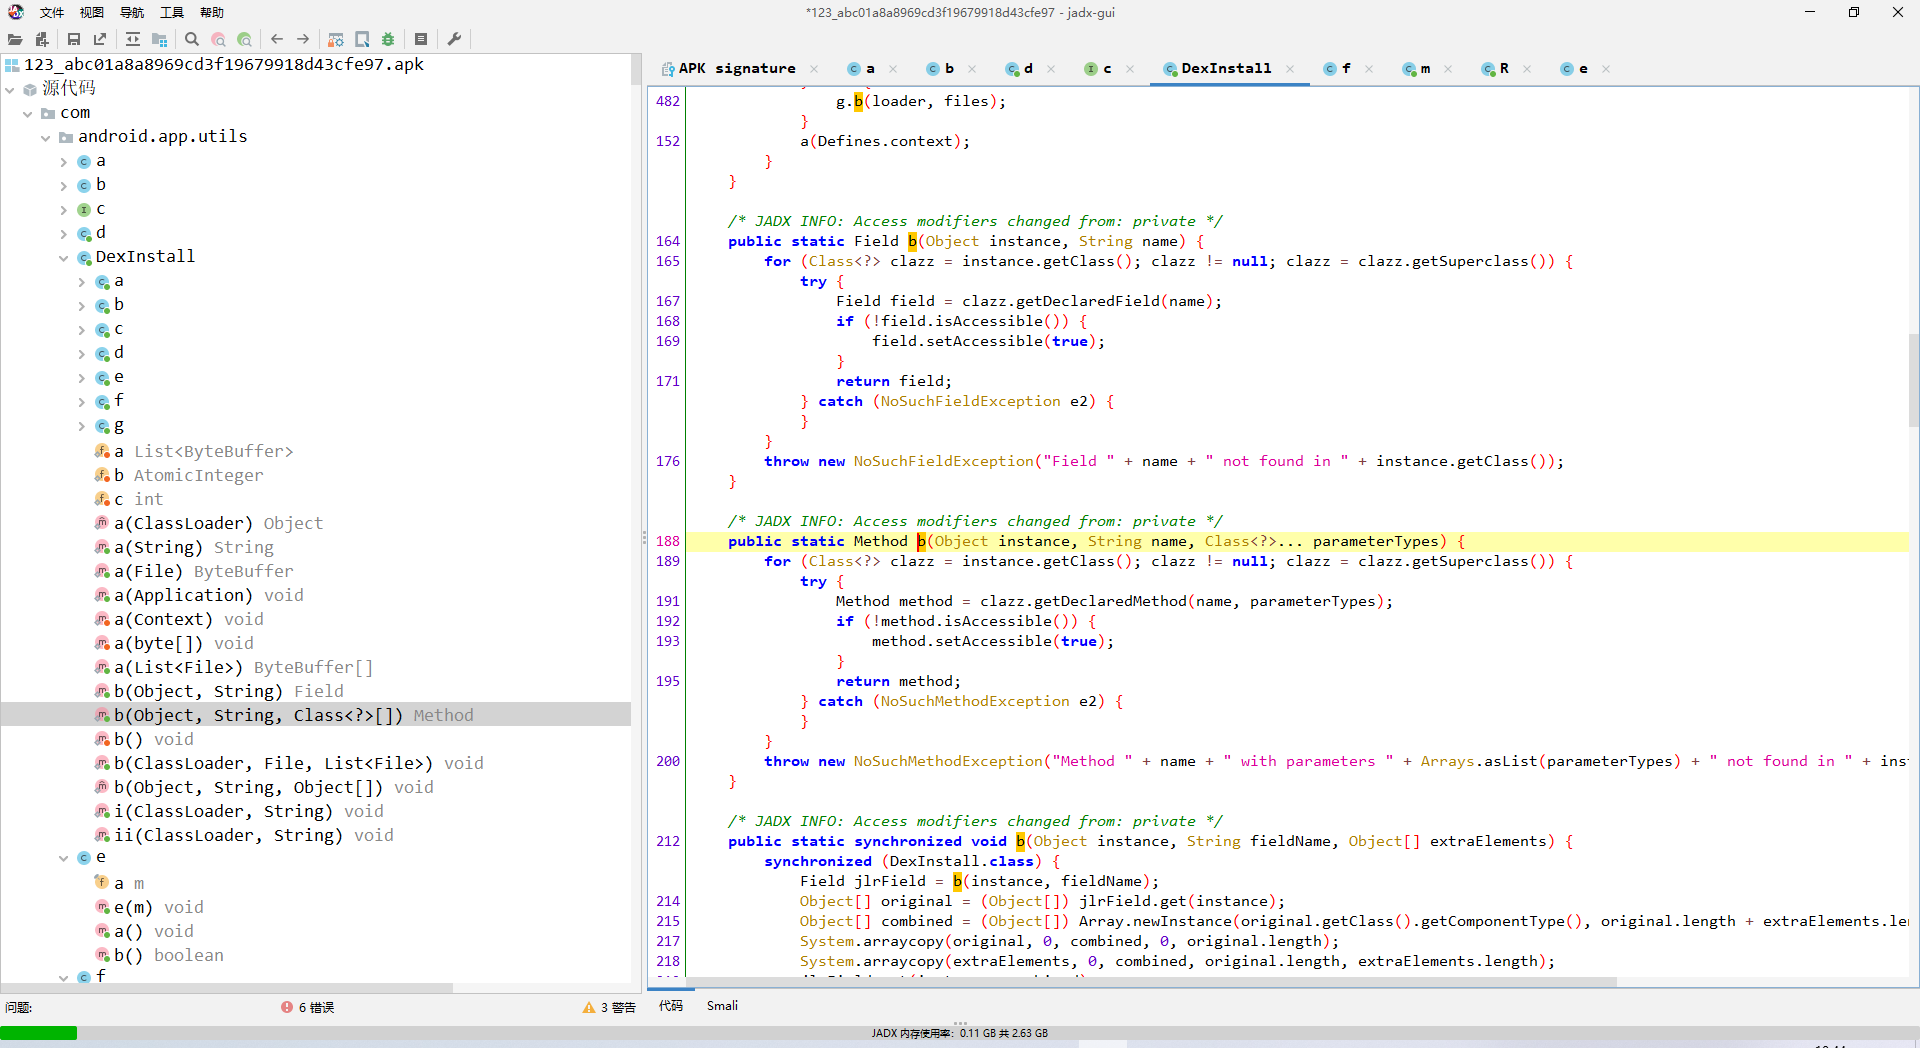 文件 视图 导航 工具 帮助
*123_abc01a8a8969cd3f19679918d43cfe97 - jadx-gui
123_abc01a8a8969cd3f19679918d43cfe97.apk
源代码
com
android.app.utils
a
b
c
d
DexInstall
a
b
c
d
e
f
g
a List<ByteBuffer>
b AtomicInteger
c int
a(ClassLoader) Object
a(String) String
a(File) ByteBuffer
a(Application) void
a(Context) void
a(byte[]) void
a(List<File>) ByteBuffer[]
b(Object, String) Field
b(Object, String, Class<?>[]) Method
b() void
b(ClassLoader, File, List<File>) void
b(Object, String, Object[]) void
i(ClassLoader, String) void
ii(ClassLoader, String) void
e
a m
e(m) void
a() void
b() boolean
f
问题: 6 错误 3 警告
APK signature a b d c DexInstall f m R e
482 g.b(loader, files);
}
152 a(Defines.context);
}
}
/* JADX INFO: Access modifiers changed from: private */
164 public static Field b(Object instance, String name) {
165 for (Class<?> clazz = instance.getClass(); clazz != null; clazz = clazz.getSuperclass()) {
try {
167 Field field = clazz.getDeclaredField(name);
168 if (!field.isAccessible()) {
169 field.setAccessible(true);
}
171 return field;
} catch (NoSuchFieldException e2) {
}
}
176 throw new NoSuchFieldException("Field " + name + " not found in " + instance.getClass());
}
/* JADX INFO: Access modifiers changed from: private */
188 public static Method b(Object instance, String name, Class<?>... parameterTypes) {
189 for (Class<?> clazz = instance.getClass(); clazz != null; clazz = clazz.getSuperclass()) {
try {
191 Method method = clazz.getDeclaredMethod(name, parameterTypes);
192 if (!method.isAccessible()) {
193 method.setAccessible(true);
}
195 return method;
} catch (NoSuchMethodException e2) {
}
}
200 throw new NoSuchMethodException("Method " + name + " with parameters " + Arrays.asList(parameterTypes) + " not found in " + inst
}
/* JADX INFO: Access modifiers changed from: private */
212 public static synchronized void b(Object instance, String fieldName, Object[] extraElements) {
synchronized (DexInstall.class) {
Field jlrField = b(instance, fieldName);
214 Object[] original = (Object[]) jlrField.get(instance);
215 Object[] combined = (Object[]) Array.newInstance(original.getClass().getComponentType(), original.length + extraElements.le
217 System.arraycopy(original, 0, combined, 0, original.length);
218 System.arraycopy(extraElements, 0, combined, original.length, extraElements.length);
代码 Smali
JADX 内存使用率: 0.11 GB 共 2.63 GB